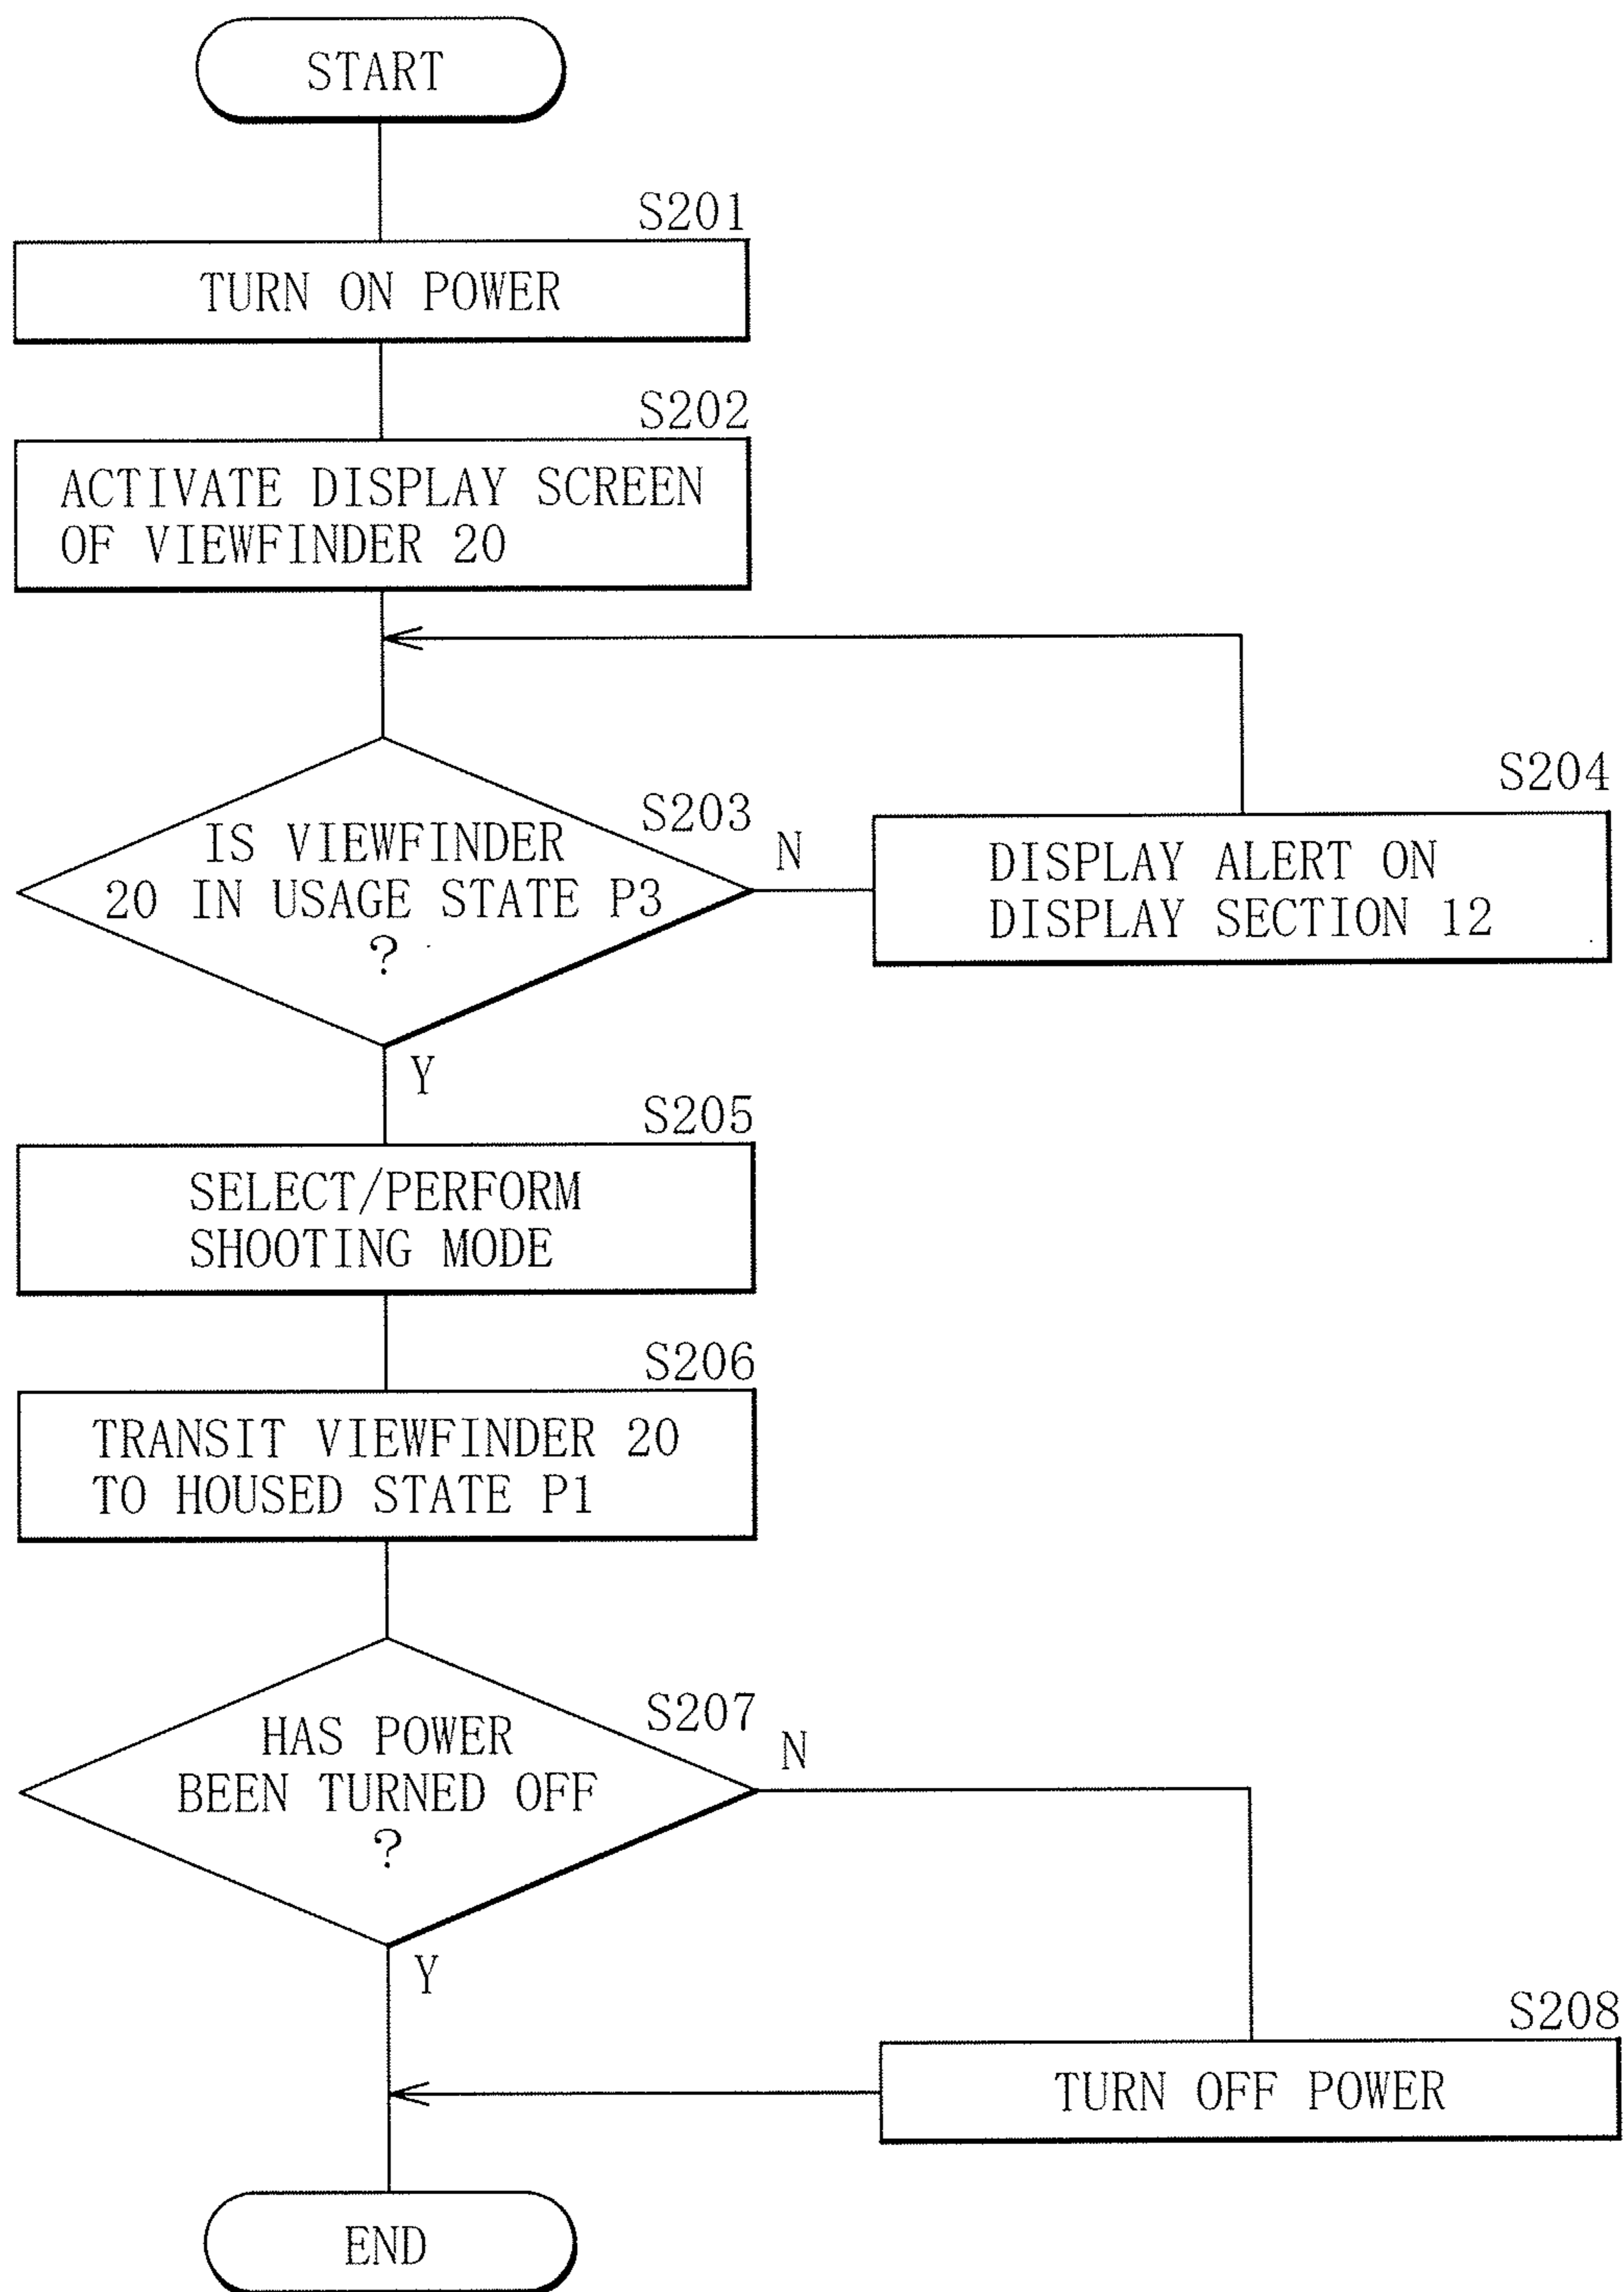 START
S201
TURN ON POWER
S202
ACTIVATE DISPLAY SCREEN
OF VIEWFINDER 20
S203
IS VIEWFINDER
20 IN USAGE STATE P3
?
N
S204
DISPLAY ALERT ON
DISPLAY SECTION 12
Y
S205
SELECT/PERFORM
SHOOTING MODE
S206
TRANSIT VIEWFINDER 20
TO HOUSED STATE P1
S207
HAS POWER
BEEN TURNED OFF
?
N
Y
S208
TURN OFF POWER
END